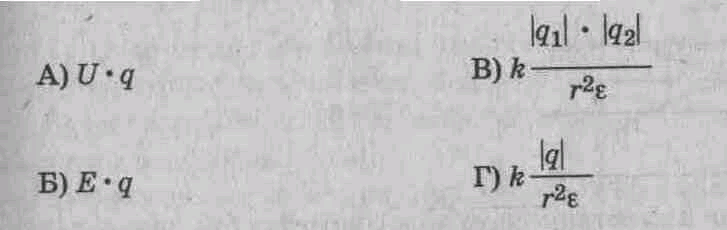 А) U · q
Б) E · q
В) k |q₁| · |q₂| / r²ε
Г) k |q| / r²ε